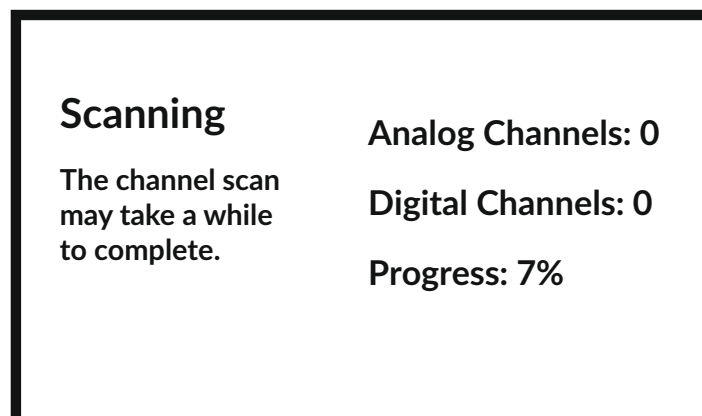 Scanning
The channel scan
may take a while
to complete.
Analog Channels: 0
Digital Channels: 0
Progress: 7%